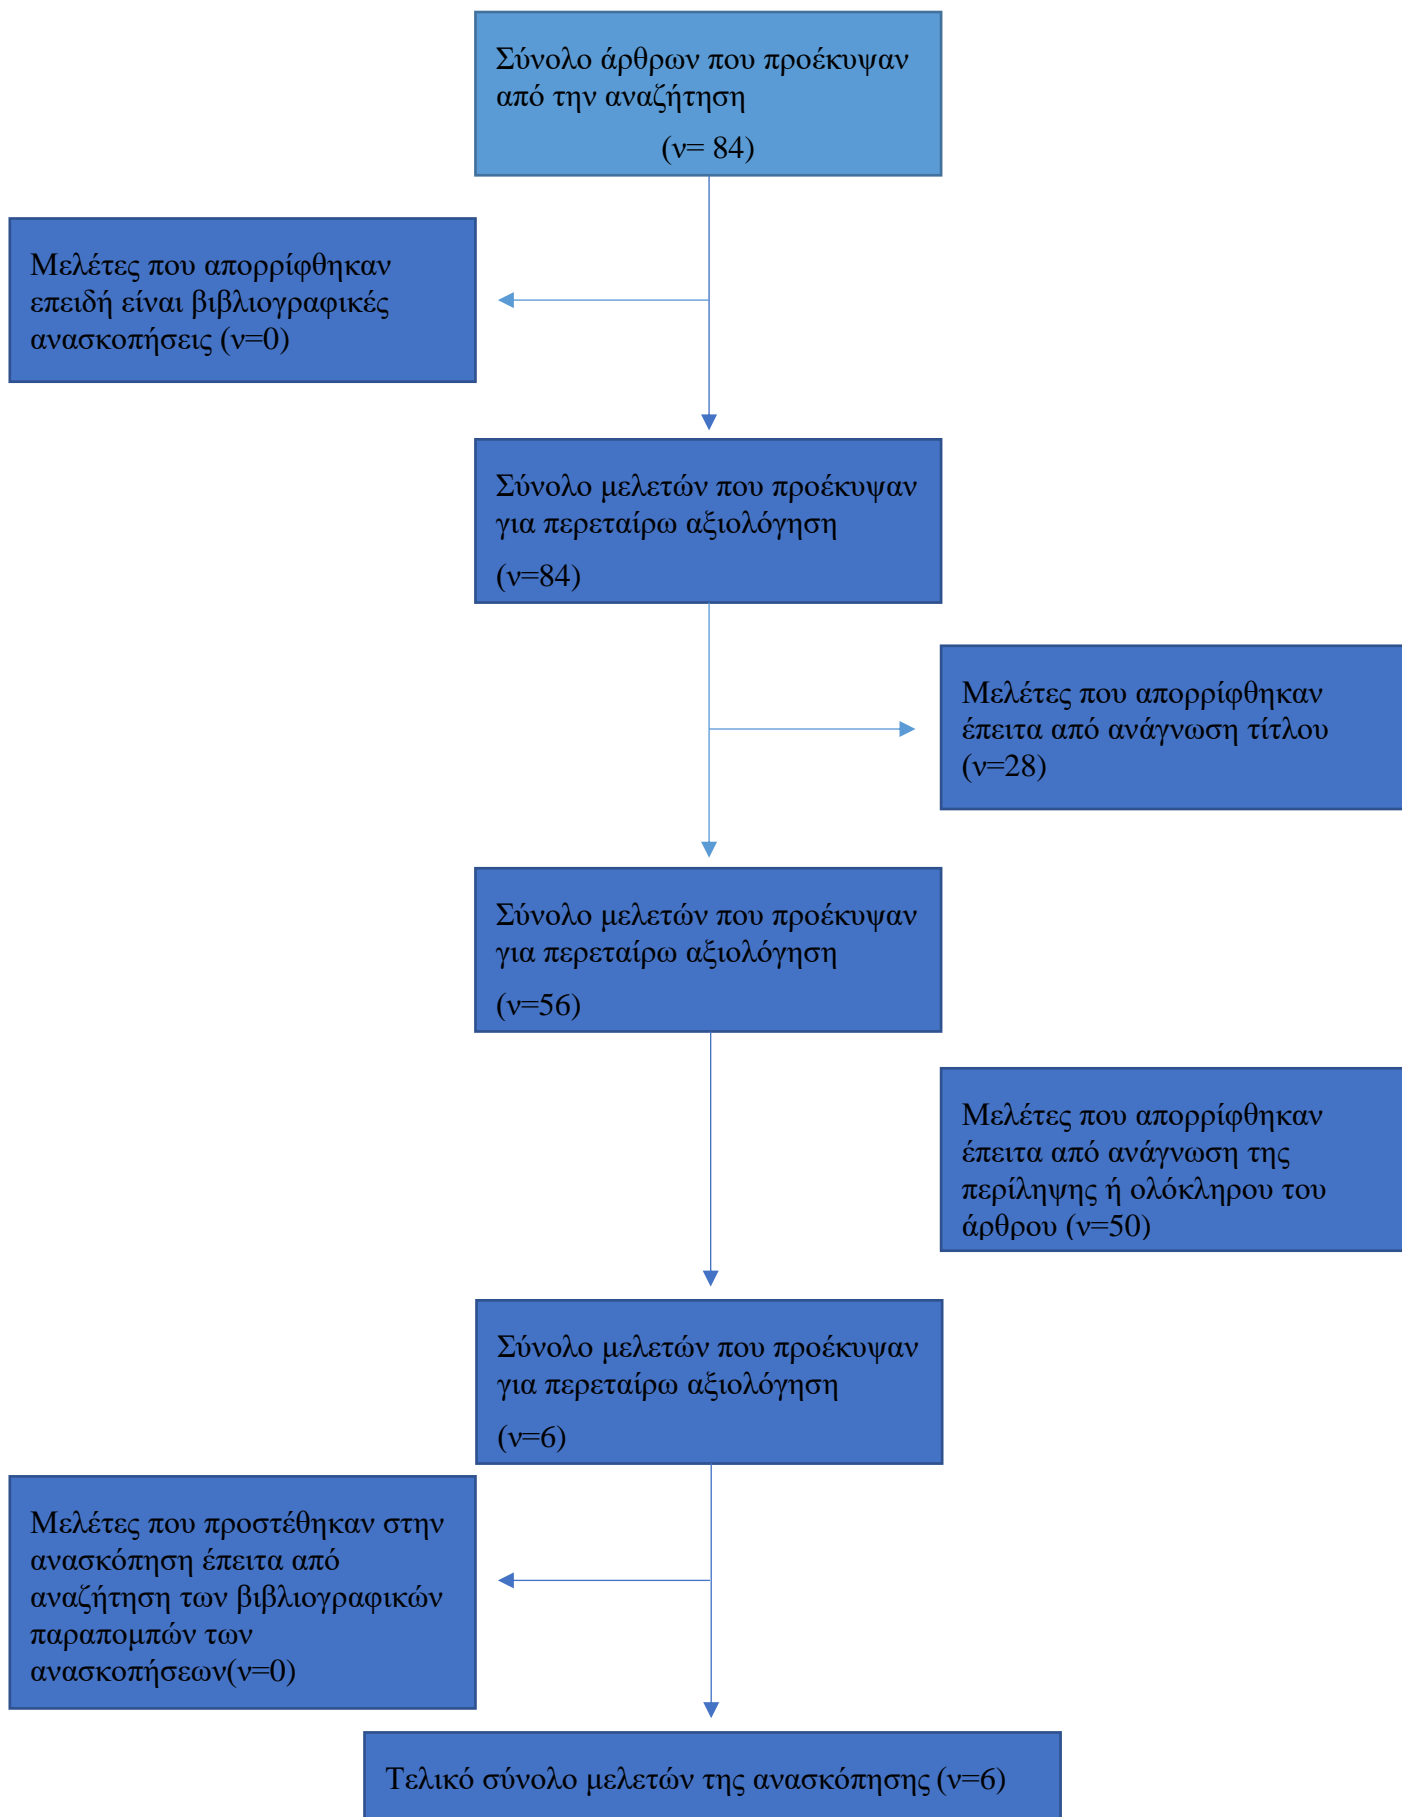 Σύνολο άρθρων που προέκυψαν
από την αναζήτηση
(ν= 84)
Μελέτες που απορρίφθηκαν
επειδή είναι βιβλιογραφικές
ανασκοπήσεις (ν=0)
Σύνολο μελετών που προέκυψαν
για περεταίρω αξιολόγηση
(ν=84)
Μελέτες που απορρίφθηκαν
έπειτα από ανάγνωση τίτλου
(ν=28)
Σύνολο μελετών που προέκυψαν
για περεταίρω αξιολόγηση
(ν=56)
Μελέτες που απορρίφθηκαν
έπειτα από ανάγνωση της
περίληψης ή ολόκληρου του
άρθρου (ν=50)
Σύνολο μελετών που προέκυψαν
για περεταίρω αξιολόγηση
(ν=6)
Μελέτες που προστέθηκαν στην
ανασκόπηση έπειτα από
αναζήτηση των βιβλιογραφικών
παραπομπών των
ανασκοπήσεων(ν=0)
Τελικό σύνολο μελετών της ανασκόπησης (ν=6)